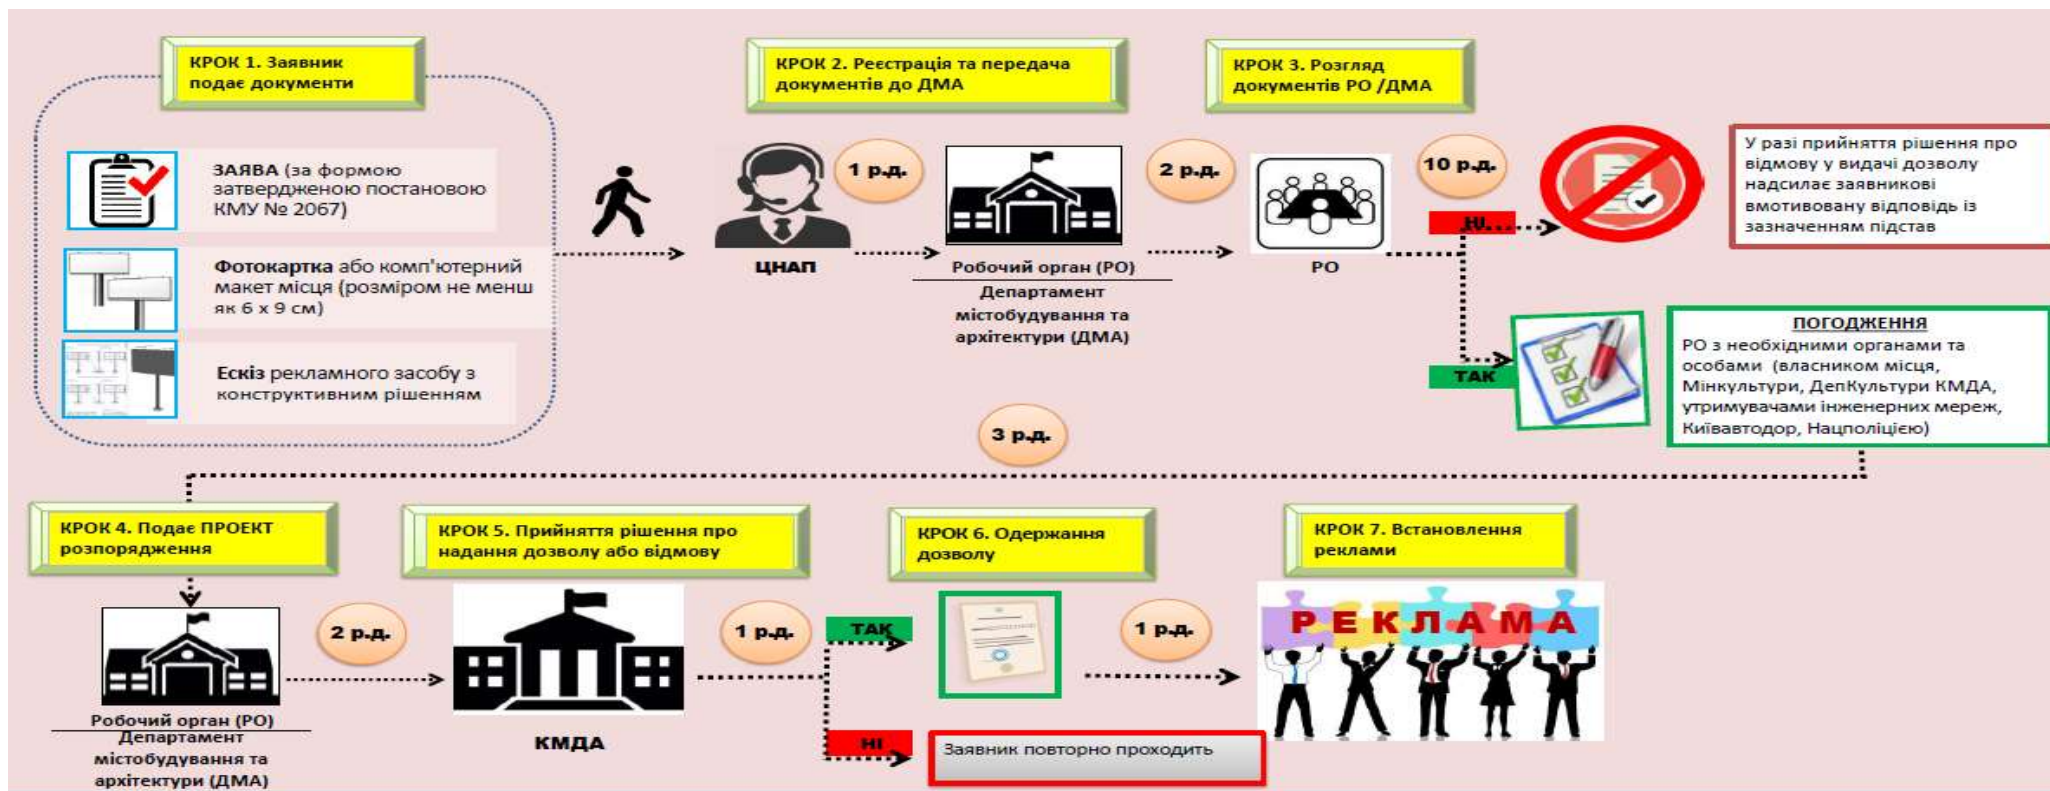 КРОК 1. Заявник
подає документи
ЗАЯВА (за формою
затвердженою постановою
КМУ № 2067)
Фотокартка або комп'ютерний
макет місця (розміром не менш
як 6 х 9 см)
Ескіз рекламного засобу з
конструктивним рішенням
КРОК 2. Реєстрація та передача
документів до ДМА
ЦНАП
1 р.д.
Робочий орган (РО)
Департамент
містобудування та
архітектури (ДМА)
2 р.д.
КРОК 3. Розгляд
документів РО /ДМА
РО
10 р.д.
НІ
У разі прийняття рішення про
відмову у видачі дозволу
надсилає заявникові
вмотивовану відповідь із
зазначенням підстав
ТАК
ПОГОДЖЕННЯ
РО з необхідними органами та
особами (власником місця,
Мінкультури, ДепКультури КМДА,
утримувачами інженерних мереж,
Київавтодор, Нацполіцією)
3 р.д.
КРОК 4. Подає ПРОЕКТ
розпорядження
Робочий орган (РО)
Департамент
містобудування та
архітектури (ДМА)
2 р.д.
КРОК 5. Прийняття рішення про
надання дозволу або відмову
КМДА
1 р.д.
ТАК
НІ
Заявник повторно проходить
КРОК 6. Одержання
дозволу
1 р.д.
КРОК 7. Встановлення
реклами
РЕКЛАМА